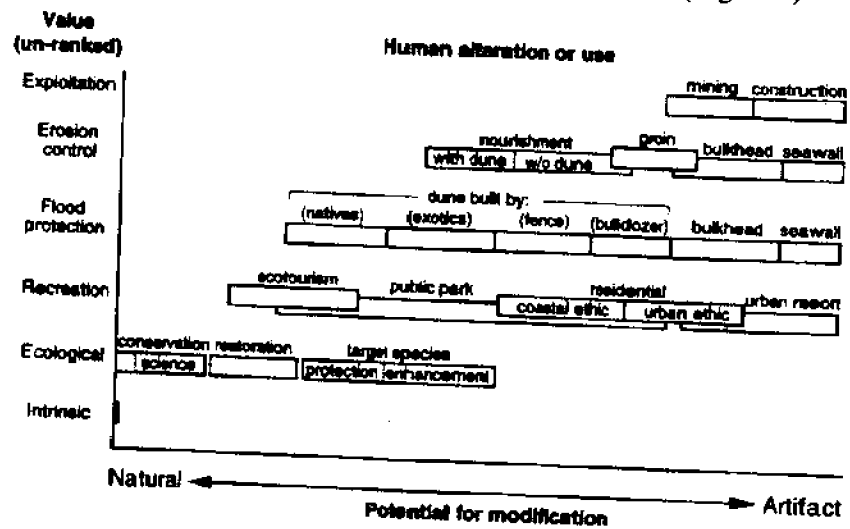 Value
(un-ranked)
Human alteration or use
Exploitation
mining construction
Erosion
control
nourishment
groin
with dune w/o dune
bulkhead seawall
Flood
protection
dune built by:
(natives) (exotics) (fence) (bulldozer) bulkhead seawall
Recreation
ecotourism
public park
residential
urban resort
coastal ethic urban ethic
Ecological
conservation restoration
target species
science
protection enhancement
Intrinsic
Natural
Artifact
Potential for modification